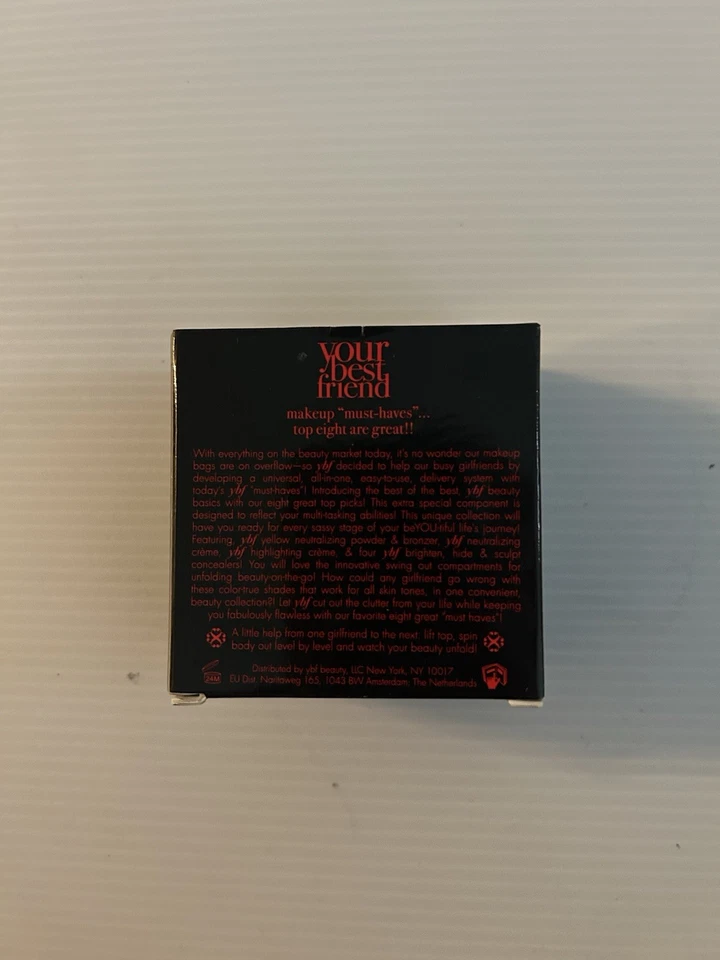 your
best
friend
makeup "must-haves"...
top eight are great!!
With everything on the beauty market today, it's no wonder our makeup
bags are on overflow—so ybf decided to help our busy girlfriends by
developing a universal, all-in-one, easy-to-use, delivery system with
today's ybf "must-haves"! Introducing the best of the best, ybf beauty
basics with our eight great top picks! This extra special component is
designed to reflect your multi-tasking abilities! This unique collection will
have you ready for every sassy stage of your beYOU-tiful life's journey!
Featuring, ybf yellow neutralizing powder & bronzer, ybf neutralizing
crème, ybf highlighting crème, & four ybf brighten, hide & sculpt
concealers! You will love the innovative swing out compartments for
unfolding beauty-on-the-go! How could any girlfriend go wrong with
these color-true shades that work for all skin tones, in one convenient,
beauty collection?! Let ybf cut out the clutter from your life while keeping
you fabulously flawless with our favorite eight great "must haves"!
A little help from one girlfriend to the next: lift top, spin
body out level by level and watch your beauty unfold!
24M
Distributed by ybf beauty, LLC New York, NY 10017
EU Dist. Naritaweg 165, 1043 BW Amsterdam, The Netherlands